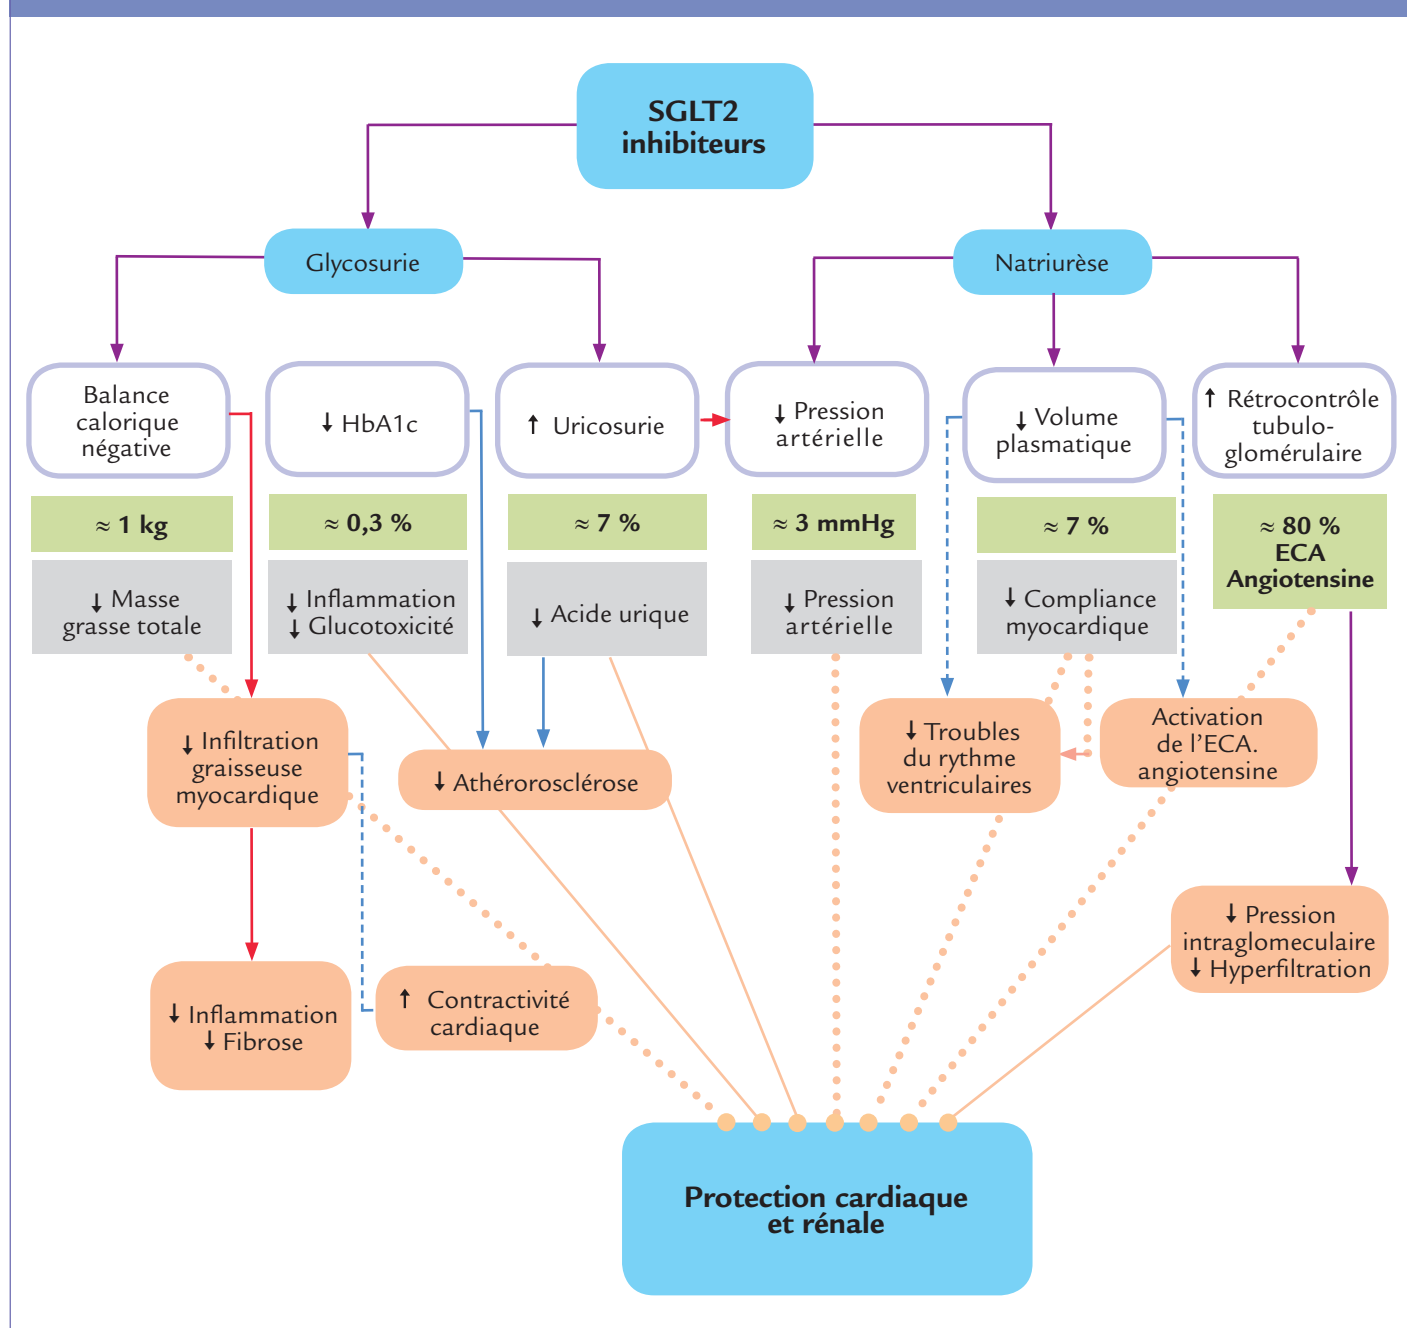 SGLT2
inhibiteurs
Glycosurie
Natriurèse
Balance
calorique
négative
↓ HbA1c
↑ Uricosurie
↓ Pression
artérielle
↓ Volume
plasmatique
↑ Rétrocontrôle
tubulo-
glomérulaire
≈ 1 kg
≈ 0,3 %
≈ 7 %
≈ 3 mmHg
≈ 7 %
≈ 80 %
ECA
Angiotensine
↓ Masse
grasse totale
↓ Inflammation
↓ Glucotoxicité
↓ Acide urique
↓ Pression
artérielle
↓ Compliance
myocardique
↓ Infiltration
graisseuse
myocardique
↓ Athérorosclérose
↓ Troubles
du rythme
ventriculaires
Activation
de l’ECA.
angiotensine
↓ Pression
intraglomeculaire
↓ Hyperfiltration
↓ Inflammation
↓ Fibrose
↑ Contractivité
cardiaque
Protection cardiaque
et rénale